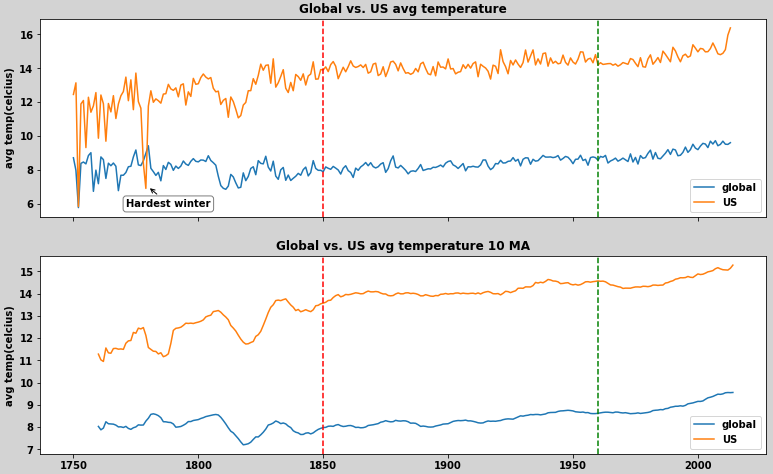 Global vs. US avg temperature
avg temp(celcius)
16
14
12
10
8
6
Hardest winter
global
US
Global vs. US avg temperature 10 MA
avg temp(celcius)
15
14
13
12
11
10
9
8
7
global
US
1750 1800 1850 1900 1950 2000